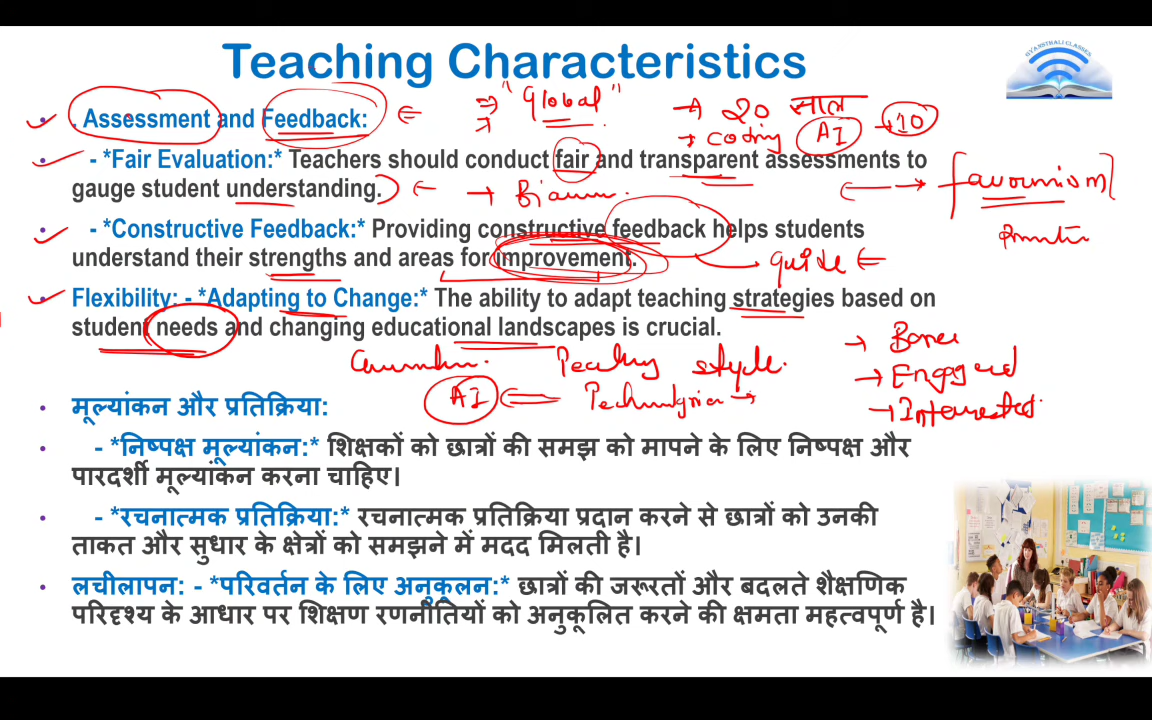 Teaching Characteristics
GYANSTHALI CLASSES
"Global"
→ 20 साल
• . Assessment and Feedback:
→ Coding AI → 10
• - *Fair Evaluation:* Teachers should conduct fair and transparent assessments to
gauge student understanding.
• - *Constructive Feedback:* Providing constructive feedback helps students
understand their strengths and areas for improvement.
guide
• Flexibility: - *Adapting to Change:* The ability to adapt teaching strategies based on
student needs and changing educational landscapes is crucial.
Teaching style.
→ Engaged
AI
→ Interested
• मूल्यांकन और प्रतिक्रिया:
• - *निष्पक्ष मूल्यांकन:* शिक्षकों को छात्रों की समझ को मापने के लिए निष्पक्ष और
पारदर्शी मूल्यांकन करना चाहिए।
• - *रचनात्मक प्रतिक्रिया:* रचनात्मक प्रतिक्रिया प्रदान करने से छात्रों को उनकी
ताकत और सुधार के क्षेत्रों को समझने में मदद मिलती है।
• लचीलापन: - *परिवर्तन के लिए अनुकूलन:* छात्रों की जरूरतों और बदलते शैक्षणिक
परिदृश्य के आधार पर शिक्षण रणनीतियों को अनुकूलित करने की क्षमता महत्वपूर्ण है।